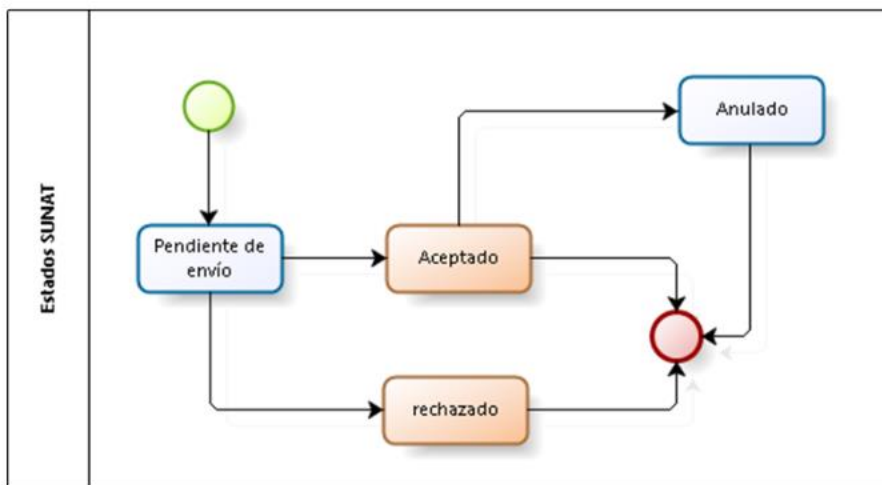 Estados SUNAT
Anulado
Pendiente de
envío
Aceptado
rechazado